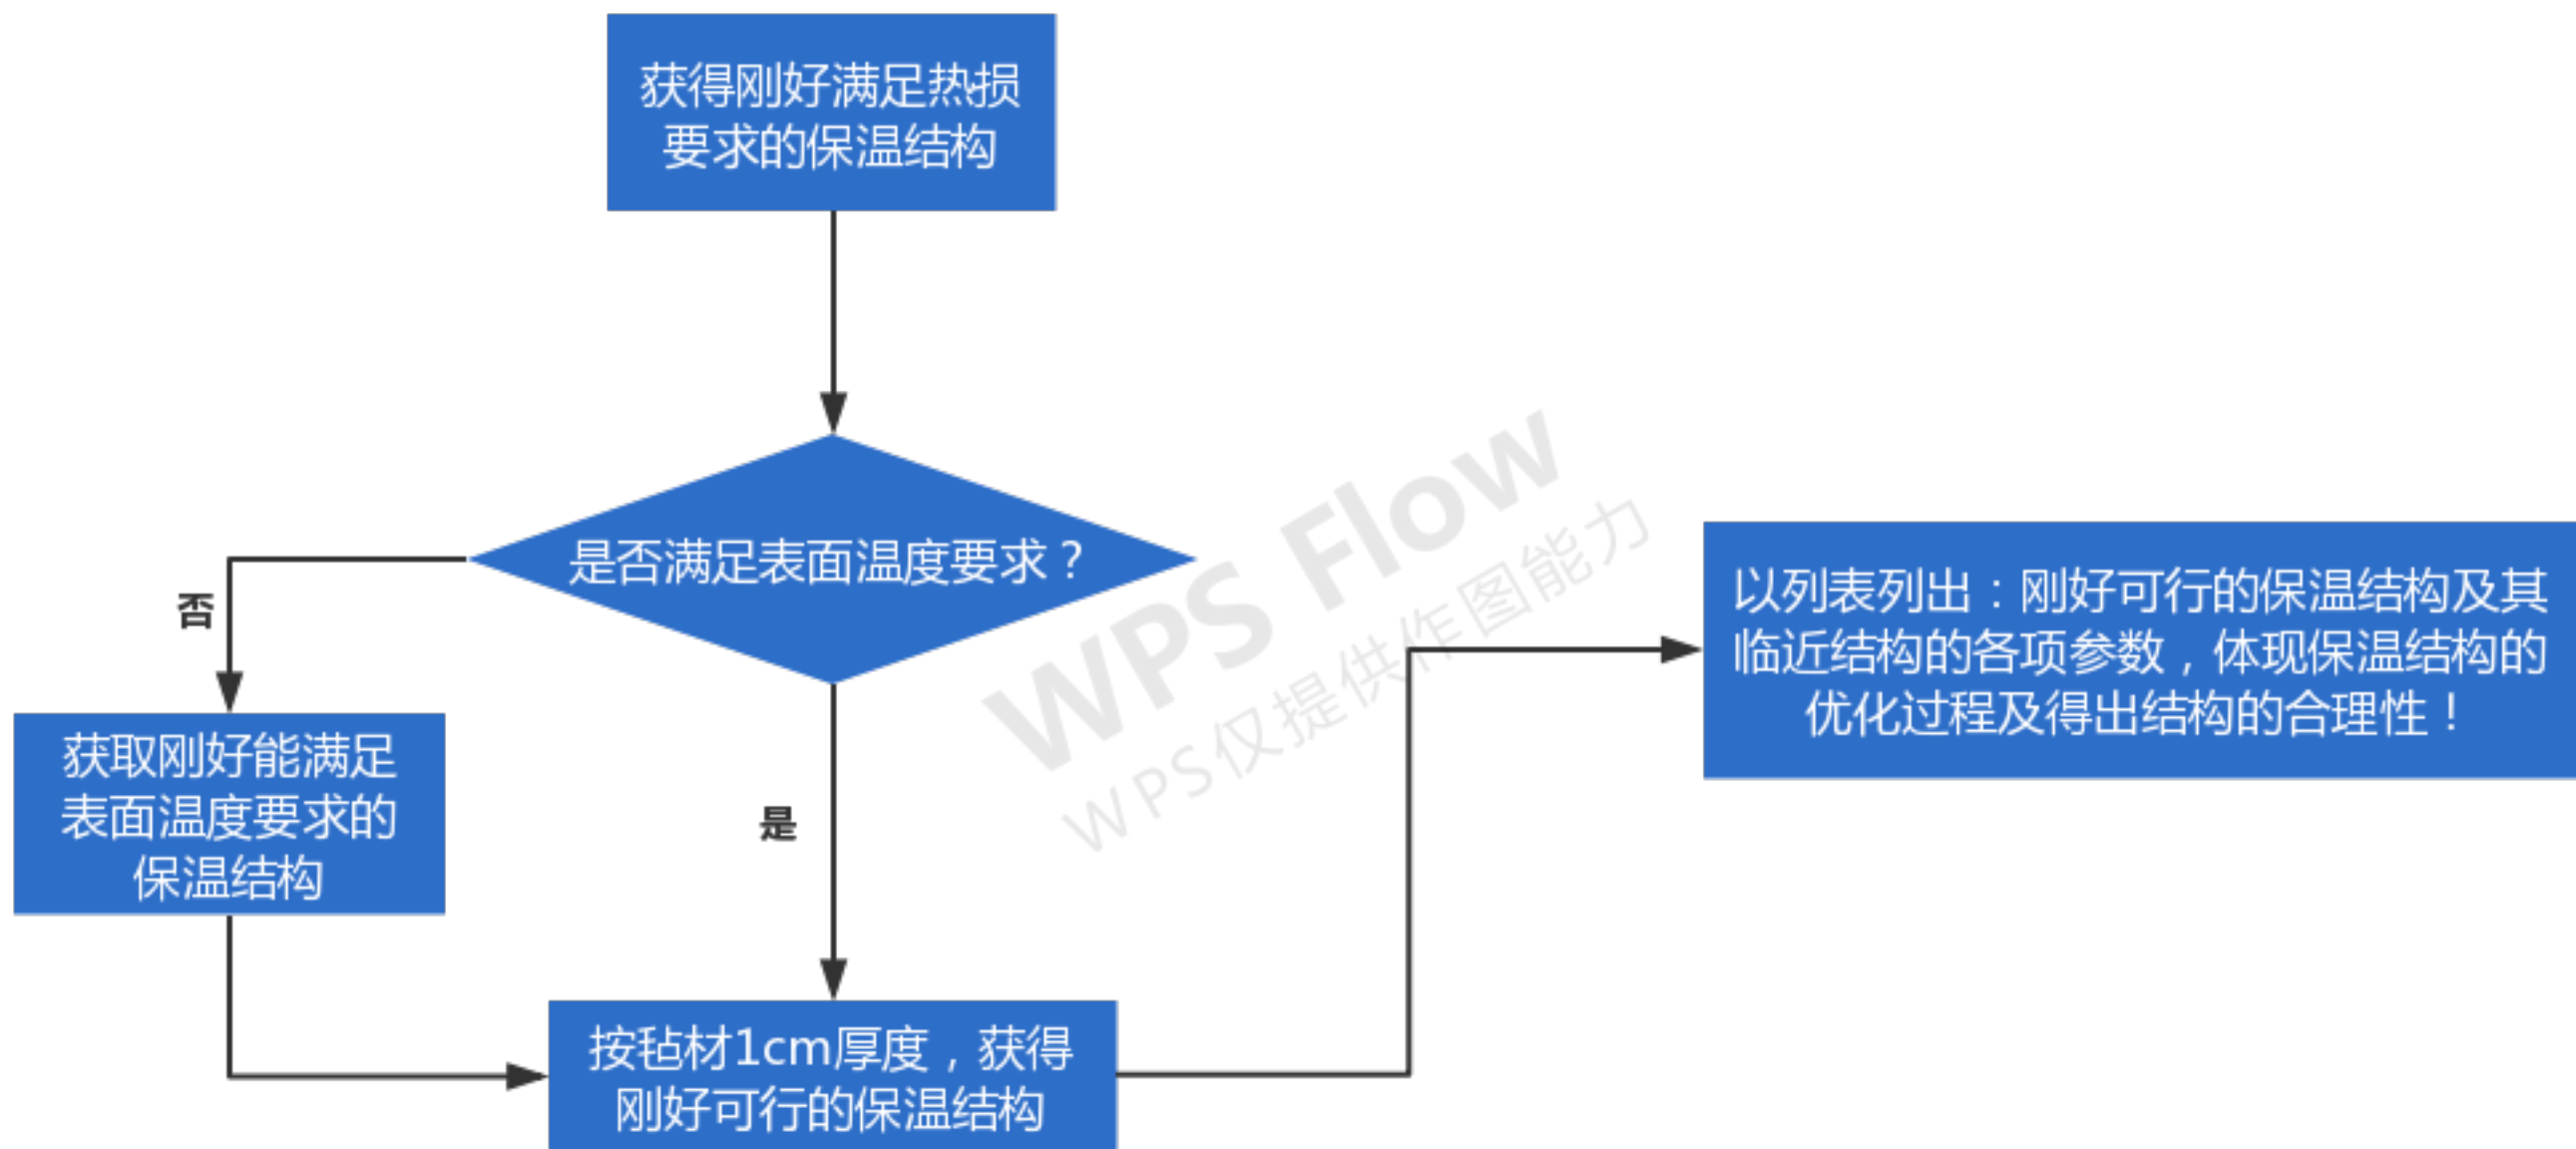 获得刚好满足热损
要求的保温结构
是否满足表面温度要求？
否
获取刚好能满足
表面温度要求的
保温结构
是
按毡材1cm厚度，获得
刚好可行的保温结构
以列表列出：刚好可行的保温结构及其
临近结构的各项参数，体现保温结构的
优化过程及得出结构的合理性！
WPS Flow
WPS仅提供作图能力